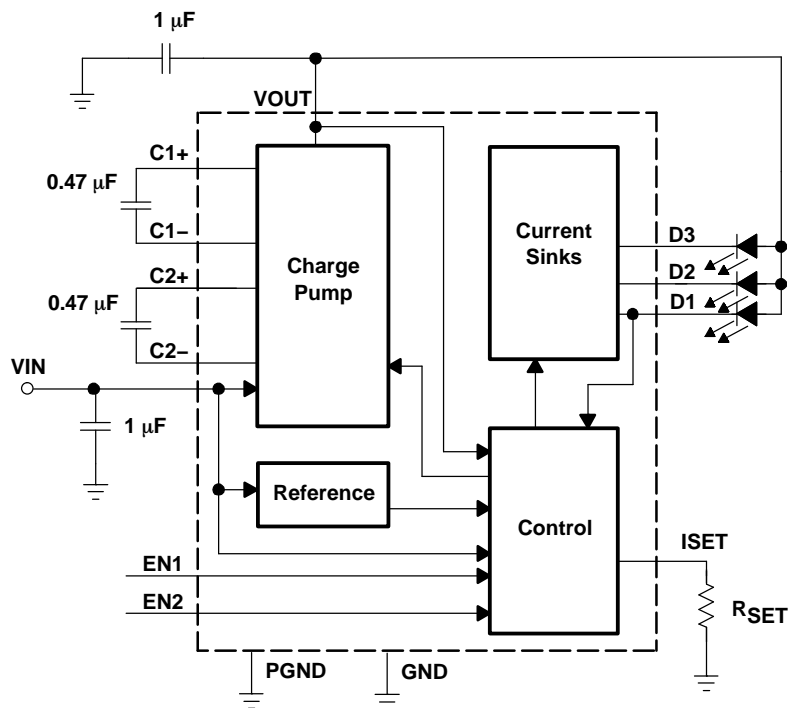 1 μF
VOUT
C1+
0.47 μF
C1−
C2+
0.47 μF
C2−
Charge
Pump
Current
Sinks
D3
D2
D1
VIN
1 μF
Reference
Control
ISET
EN1
EN2
RSET
PGND
GND